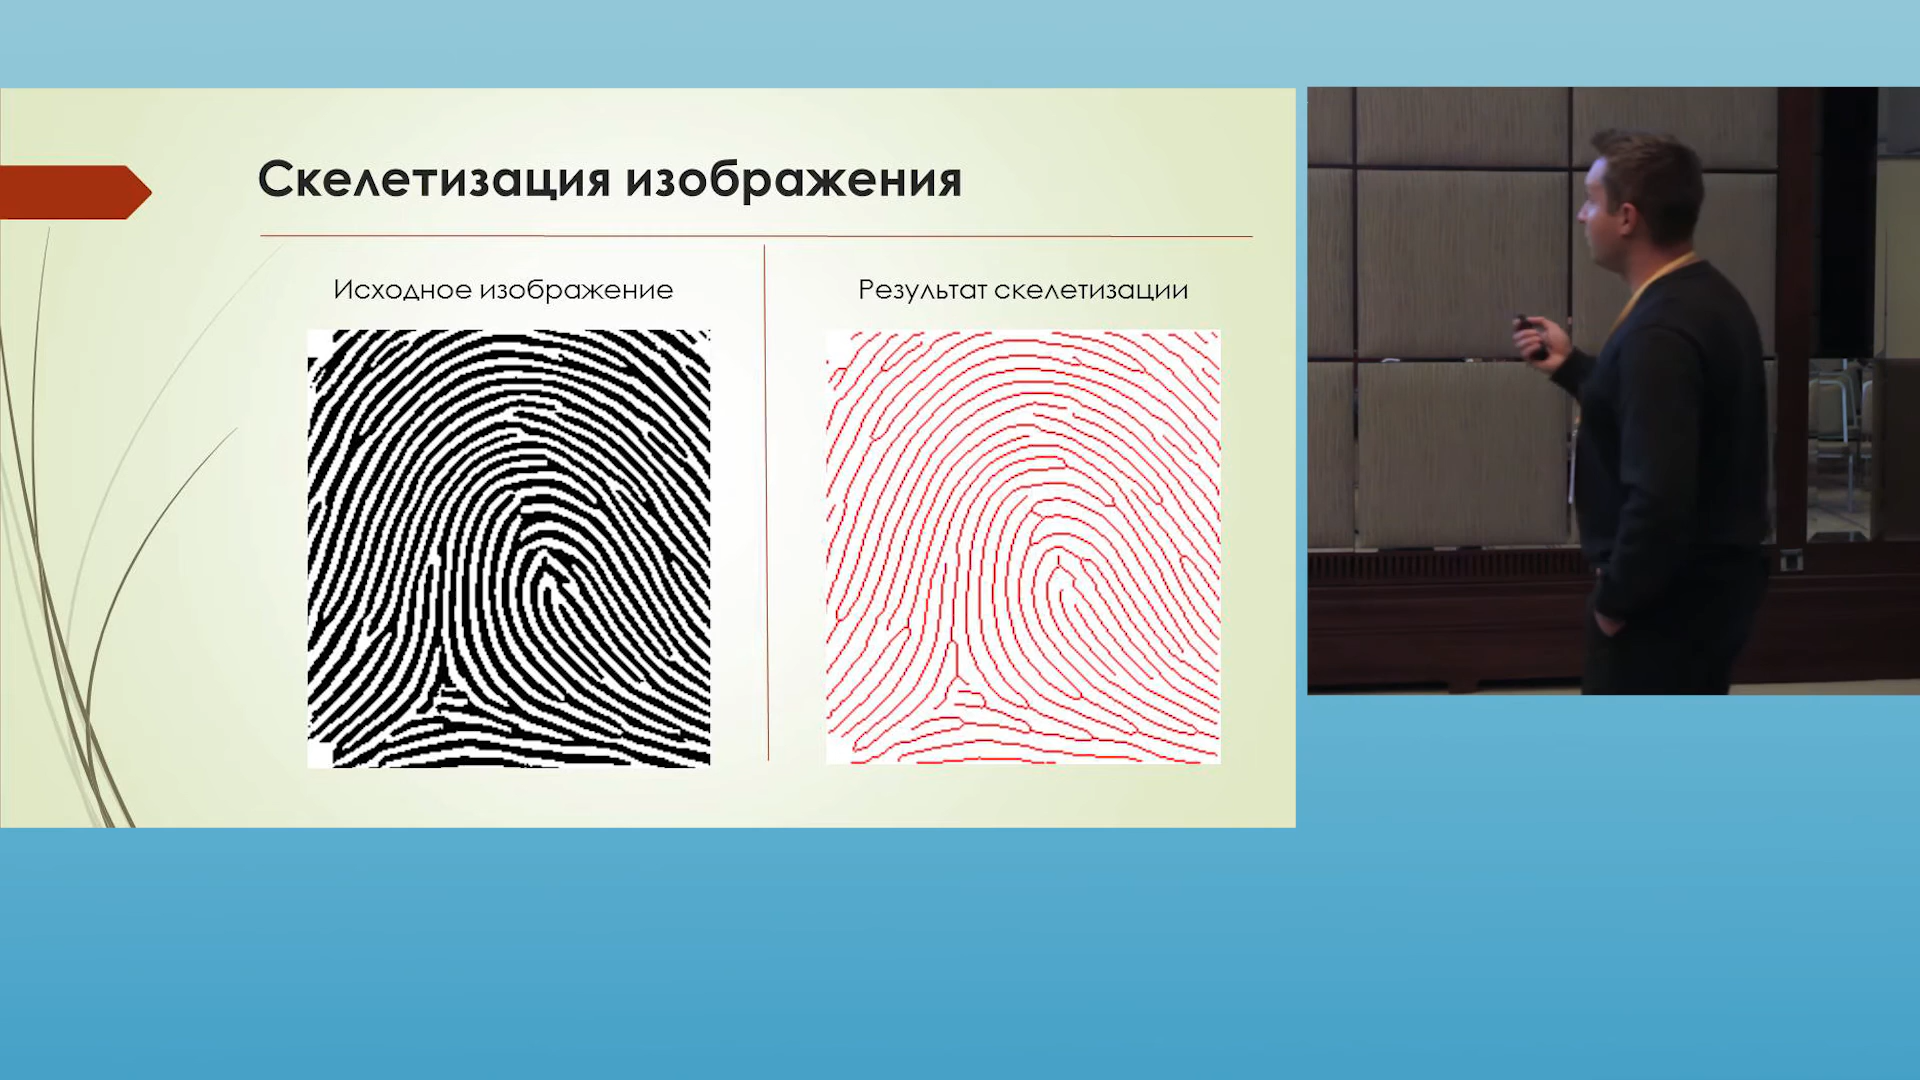 Скелетизация изображения
Исходное изображение
Результат скелетизации